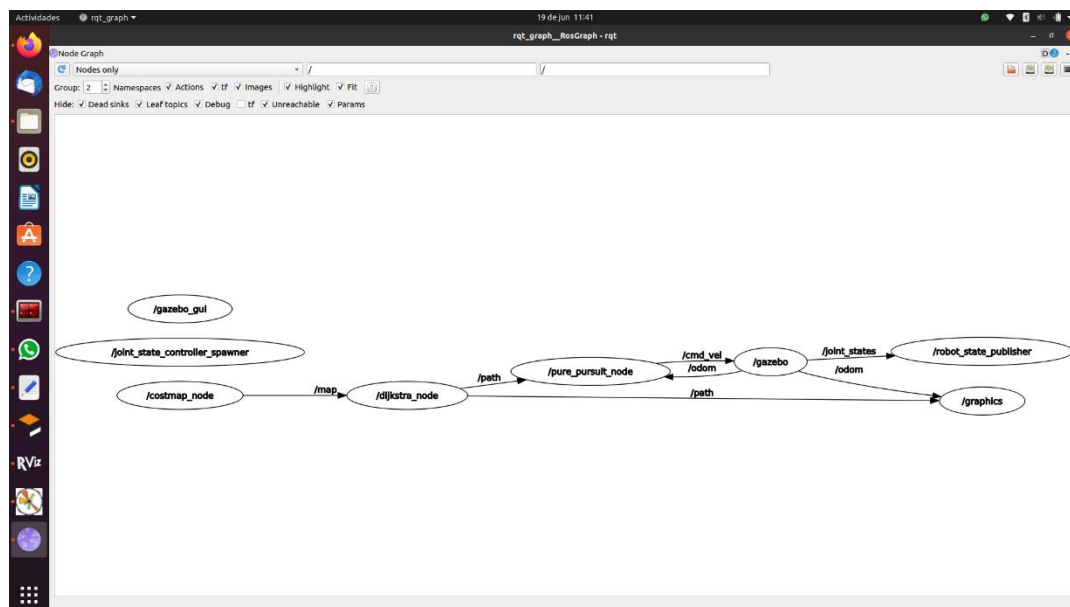 Actividades rqt_graph 19 de jun 11:41
rqt_graph__RosGraph - rqt
Node Graph
Nodes only / /
Group: 2 Namespaces Actions tf Images Highlight Fit
Hide: Dead sinks Leaf topics Debug tf Unreachable Params
/gazebo_gui
/joint_state_controller_spawner
/costmap_node
/map
/dijkstra_node
/path
/pure_pursuit_node
/cmd_vel
/odom
/gazebo
/joint_states
/robot_state_publisher
/odom
/path
/graphics
RViz